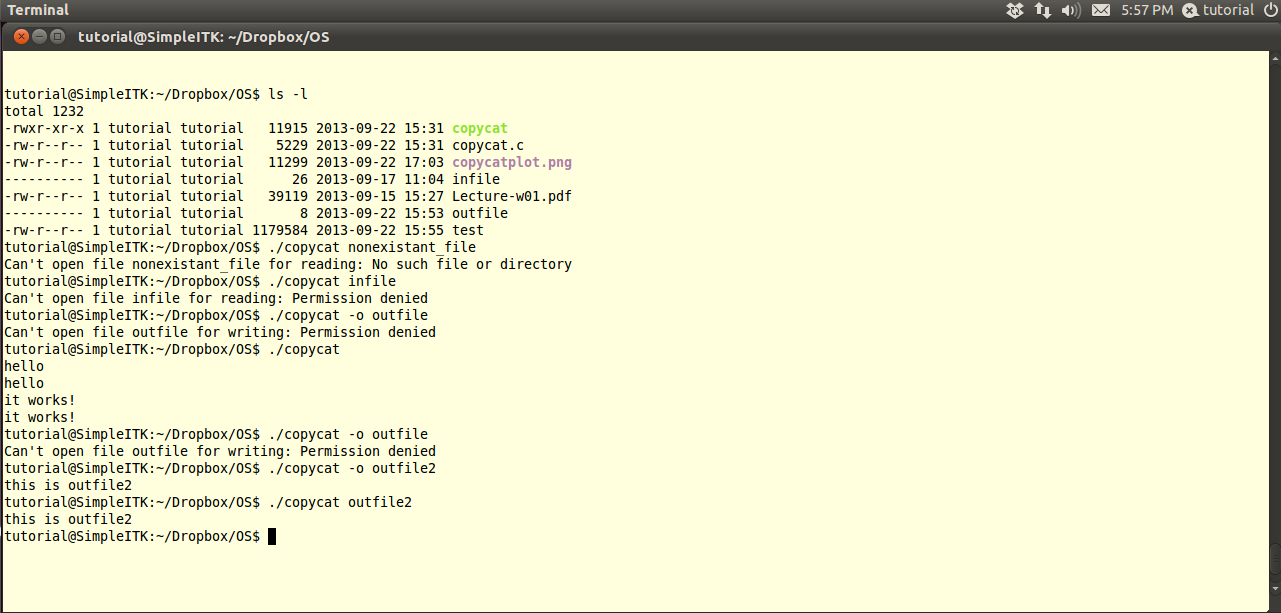 Terminal 5:57 PM tutorial
tutorial@SimpleITK: ~/Dropbox/OS
tutorial@SimpleITK:~/Dropbox/OS$ ls -l
total 1232
-rwxr-xr-x 1 tutorial tutorial   11915 2013-09-22 15:31 copycat
-rw-r--r-- 1 tutorial tutorial    5229 2013-09-22 15:31 copycat.c
-rw-r--r-- 1 tutorial tutorial   11299 2013-09-22 17:03 copycatplot.png
---------- 1 tutorial tutorial      26 2013-09-17 11:04 infile
-rw-r--r-- 1 tutorial tutorial   39119 2013-09-15 15:27 Lecture-w01.pdf
---------- 1 tutorial tutorial       8 2013-09-22 15:53 outfile
-rw-r--r-- 1 tutorial tutorial 1179584 2013-09-22 15:55 test
tutorial@SimpleITK:~/Dropbox/OS$ ./copycat nonexistant_file
Can't open file nonexistant_file for reading: No such file or directory
tutorial@SimpleITK:~/Dropbox/OS$ ./copycat infile
Can't open file infile for reading: Permission denied
tutorial@SimpleITK:~/Dropbox/OS$ ./copycat -o outfile
Can't open file outfile for writing: Permission denied
tutorial@SimpleITK:~/Dropbox/OS$ ./copycat
hello
hello
it works!
it works!
tutorial@SimpleITK:~/Dropbox/OS$ ./copycat -o outfile
Can't open file outfile for writing: Permission denied
tutorial@SimpleITK:~/Dropbox/OS$ ./copycat -o outfile2
this is outfile2
tutorial@SimpleITK:~/Dropbox/OS$ ./copycat outfile2
this is outfile2
tutorial@SimpleITK:~/Dropbox/OS$